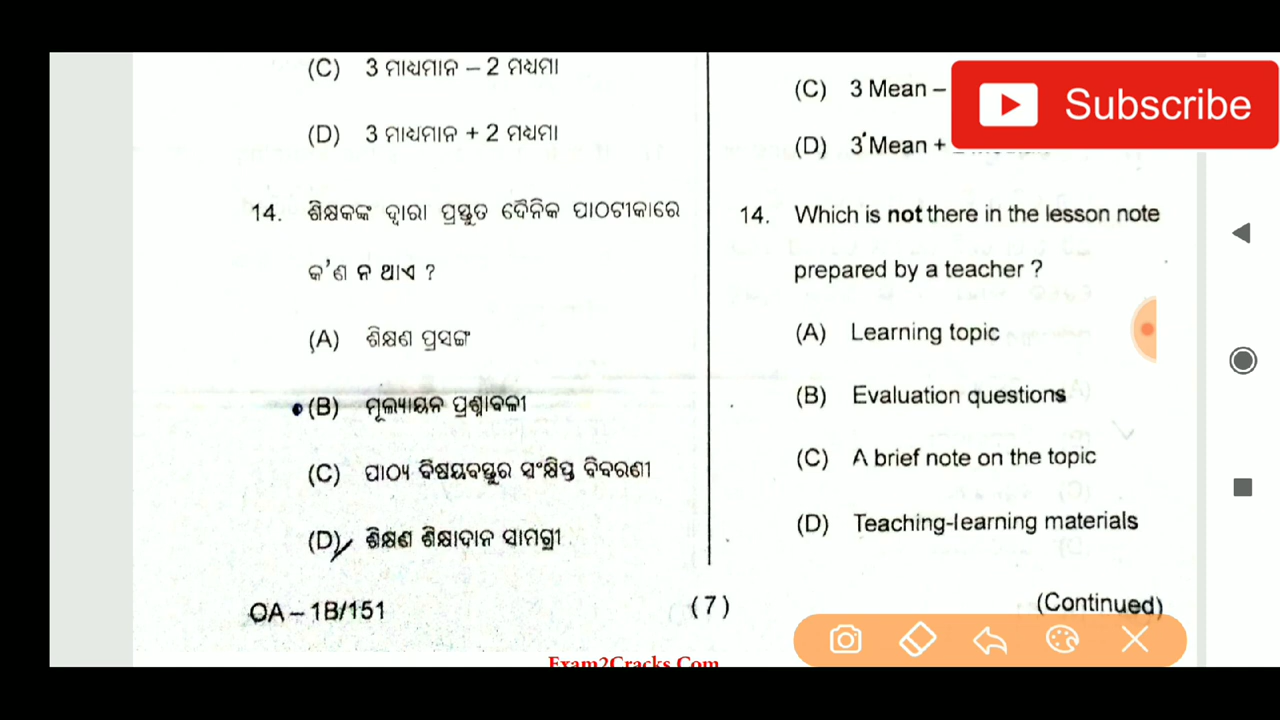 (C) 3 ମାଧ୍ୟମାନ – 2 ମଧ୍ୟମା
(D) 3 ମାଧ୍ୟମାନ + 2 ମଧ୍ୟମା
14. ଶିକ୍ଷକଙ୍କ ଦ୍ୱାରା ପ୍ରସ୍ତୁତ ଦୈନିକ ପାଠଟୀକାରେ
କ'ଣ ନ ଥାଏ ?
(A) ଶିକ୍ଷଣ ପ୍ରସଙ୍ଗ
(B) ମୂଲ୍ୟାୟନ ପ୍ରଶ୍ନାବଳୀ
(C) ପାଠ୍ୟ ବିଷୟବସ୍ତୁର ସଂକ୍ଷିପ୍ତ ବିବରଣୀ
(D) ଶିକ୍ଷଣ ଶିକ୍ଷାଦାନ ସାମଗ୍ରୀ
OA – 1B/151
(7)
(C) 3 Mean –
(D) 3 Mean +
Subscribe
14. Which is not there in the lesson note
prepared by a teacher ?
(A) Learning topic
(B) Evaluation questions
(C) A brief note on the topic
(D) Teaching-learning materials
(Continued)
Exam2Cracks.Com